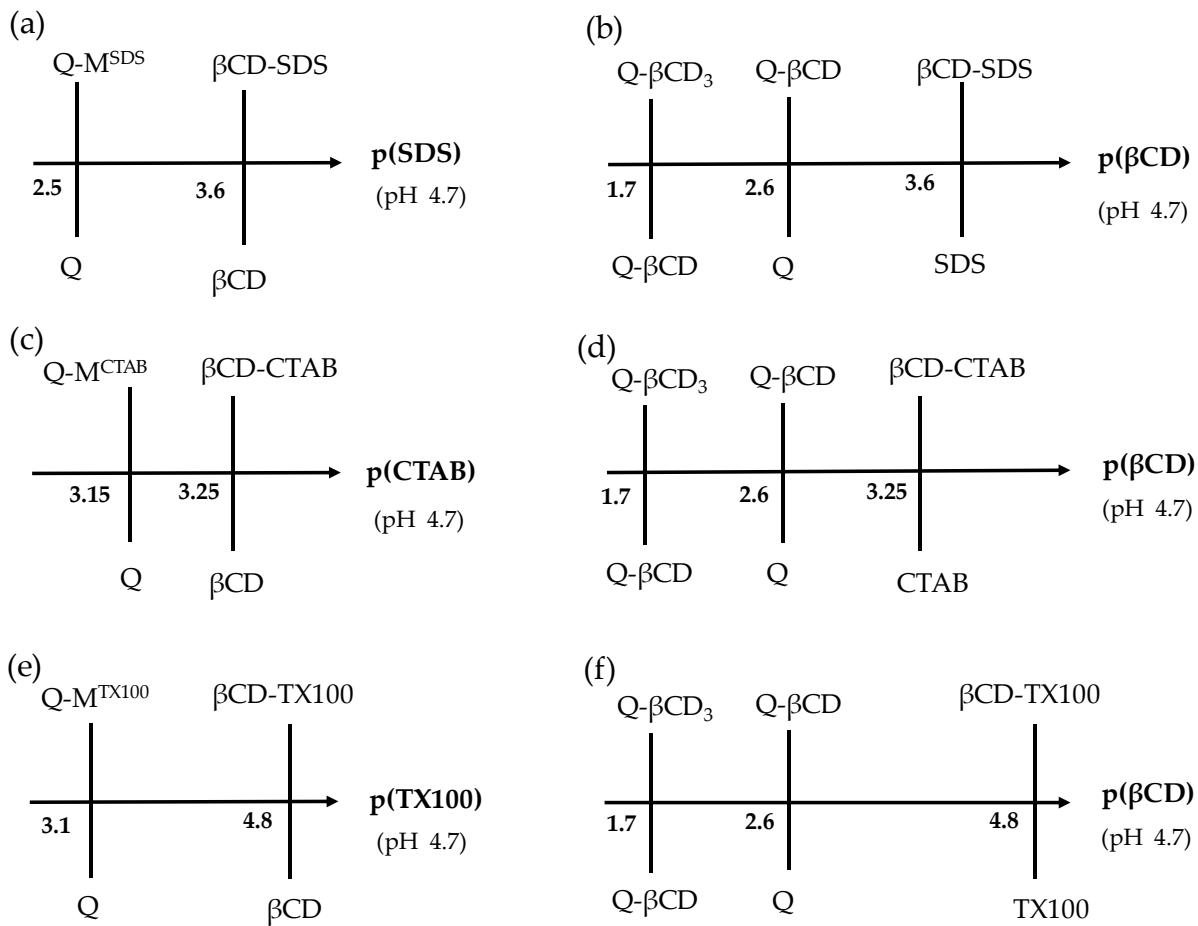 (a)
Q-M^SDS βCD-SDS
2.5 3.6 p(SDS)
(pH 4.7)
Q βCD
(b)
Q-βCD₃ Q-βCD βCD-SDS
1.7 2.6 3.6 p(βCD)
(pH 4.7)
Q-βCD Q SDS
(c)
Q-M^CTAB βCD-CTAB
3.15 3.25 p(CTAB)
(pH 4.7)
Q βCD
(d)
Q-βCD₃ Q-βCD βCD-CTAB
1.7 2.6 3.25 p(βCD)
(pH 4.7)
Q-βCD Q CTAB
(e)
Q-M^TX100 βCD-TX100
3.1 4.8 p(TX100)
(pH 4.7)
Q βCD
(f)
Q-βCD₃ Q-βCD βCD-TX100
1.7 2.6 4.8 p(βCD)
(pH 4.7)
Q-βCD Q TX100